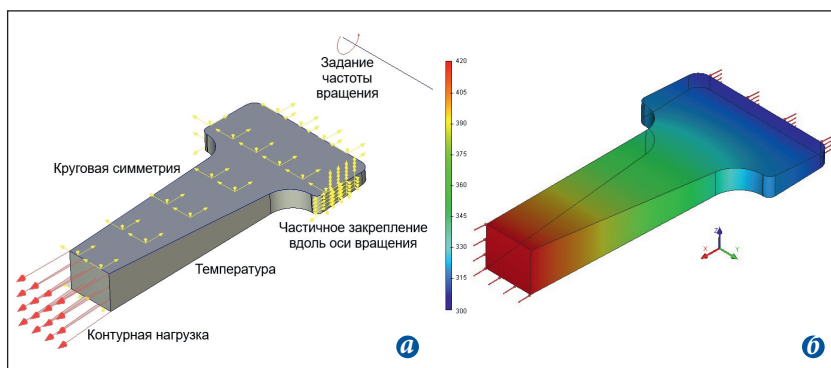 Задание
частоты
вращения
Круговая симметрия
Частичное закрепление
вдоль оси вращения
Температура
Контурная нагрузка
а
420
405
390
375
360
345
330
315
300
X
Y
Z
б